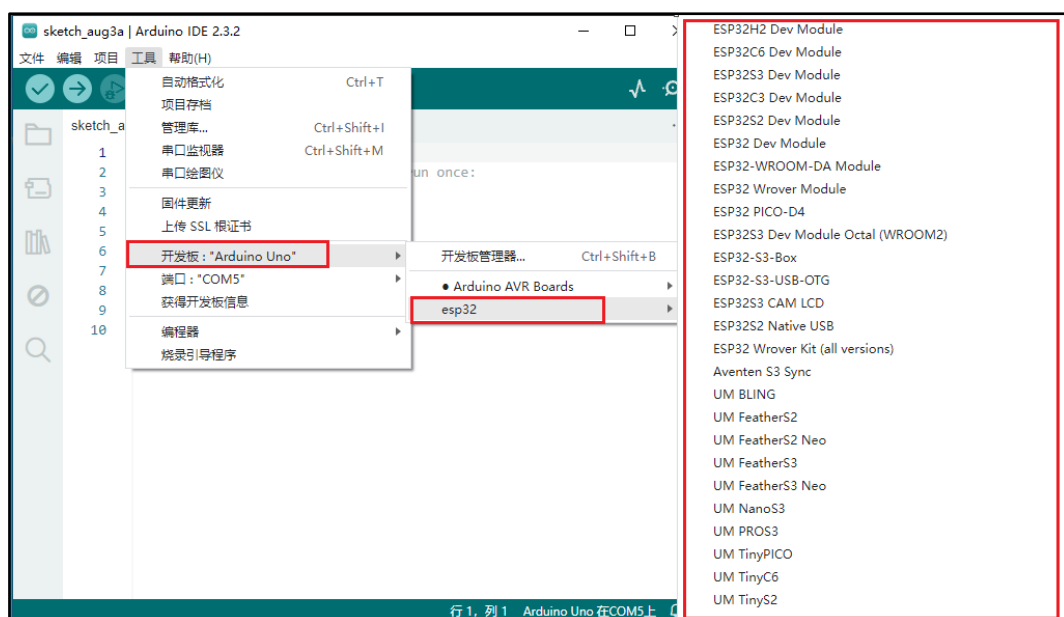 sketch_aug3a | Arduino IDE 2.3.2
文件 编辑 项目 工具 帮助(H)
自动格式化 Ctrl+T
项目存档
sketch_a
管理库... Ctrl+Shift+I
1
串口监视器 Ctrl+Shift+M
2
串口绘图仪
un once:
3
固件更新
4
上传 SSL 根证书
5
6
开发板 : "Arduino Uno"
开发板管理器... Ctrl+Shift+B
7
端口 : "COM5"
● Arduino AVR Boards
8
获得开发板信息
esp32
9
10
编程器
烧录引导程序
行 1，列 1 Arduino Uno 在COM5上
ESP32H2 Dev Module
ESP32C6 Dev Module
ESP32S3 Dev Module
ESP32C3 Dev Module
ESP32S2 Dev Module
ESP32 Dev Module
ESP32-WROOM-DA Module
ESP32 Wrover Module
ESP32 PICO-D4
ESP32S3 Dev Module Octal (WROOM2)
ESP32-S3-Box
ESP32-S3-USB-OTG
ESP32S3 CAM LCD
ESP32S2 Native USB
ESP32 Wrover Kit (all versions)
Aventen S3 Sync
UM BLING
UM FeatherS2
UM FeatherS2 Neo
UM FeatherS3
UM FeatherS3 Neo
UM NanoS3
UM PROS3
UM TinyPICO
UM TinyC6
UM TinyS2